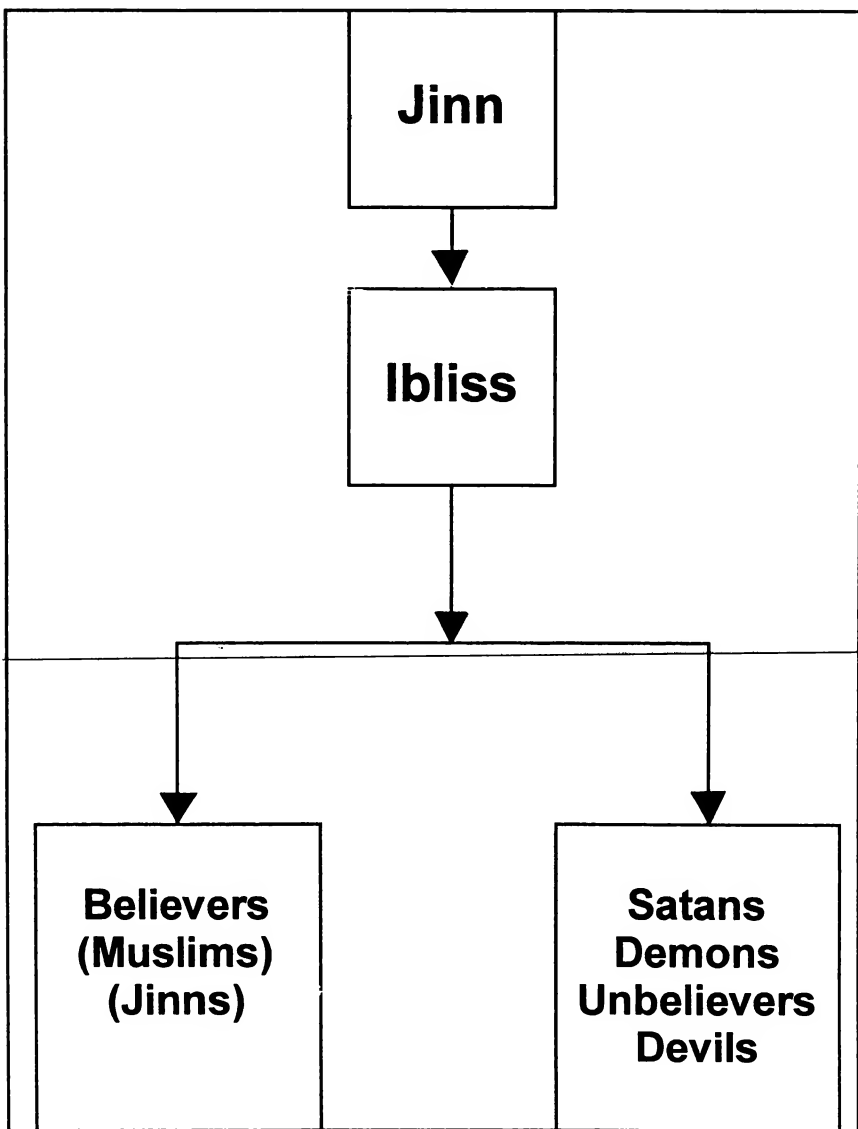 Jinn
Ibliss
Believers
(Muslims)
(Jinns)
Satans
Demons
Unbelievers
Devils